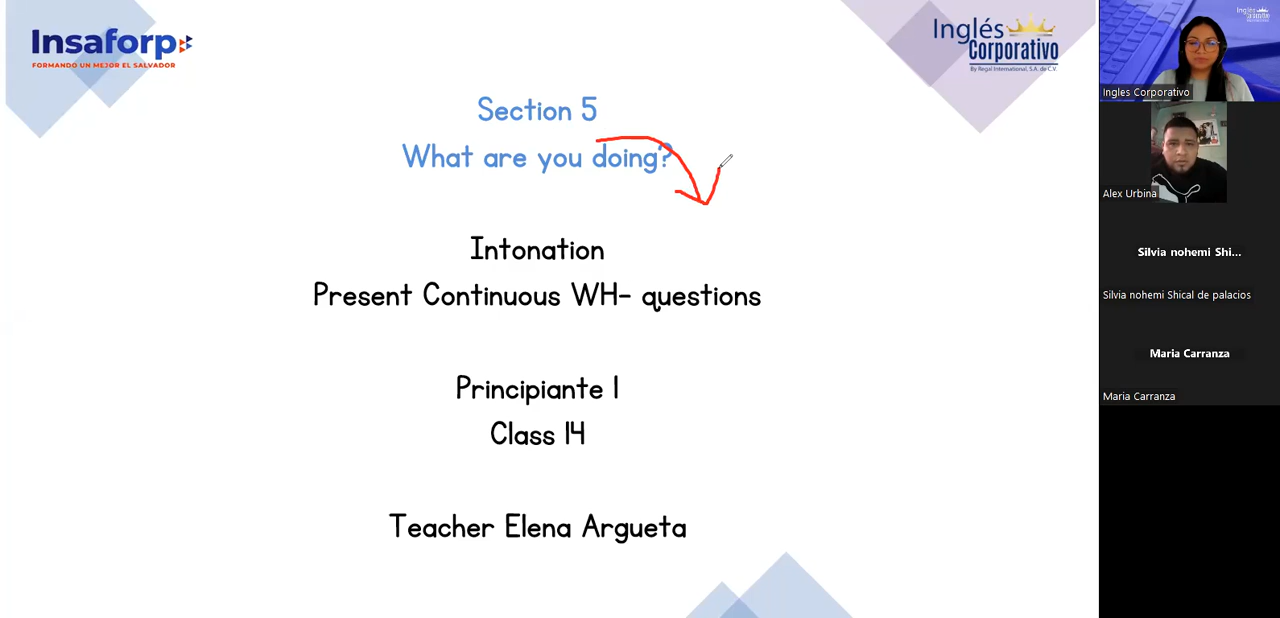 Insaforp
FORMANDO UN MEJOR EL SALVADOR
Inglés
Corporativo
By Regal International, S.A. de C.V.
Section 5
What are you doing?
Intonation
Present Continuous WH- questions
Principiante 1
Class 14
Teacher Elena Argueta
Inglés
Ingles Corporativo
Alex Urbina
Silvia nohemi Shi...
Silvia nohemi Shical de palacios
Maria Carranza
Maria Carranza